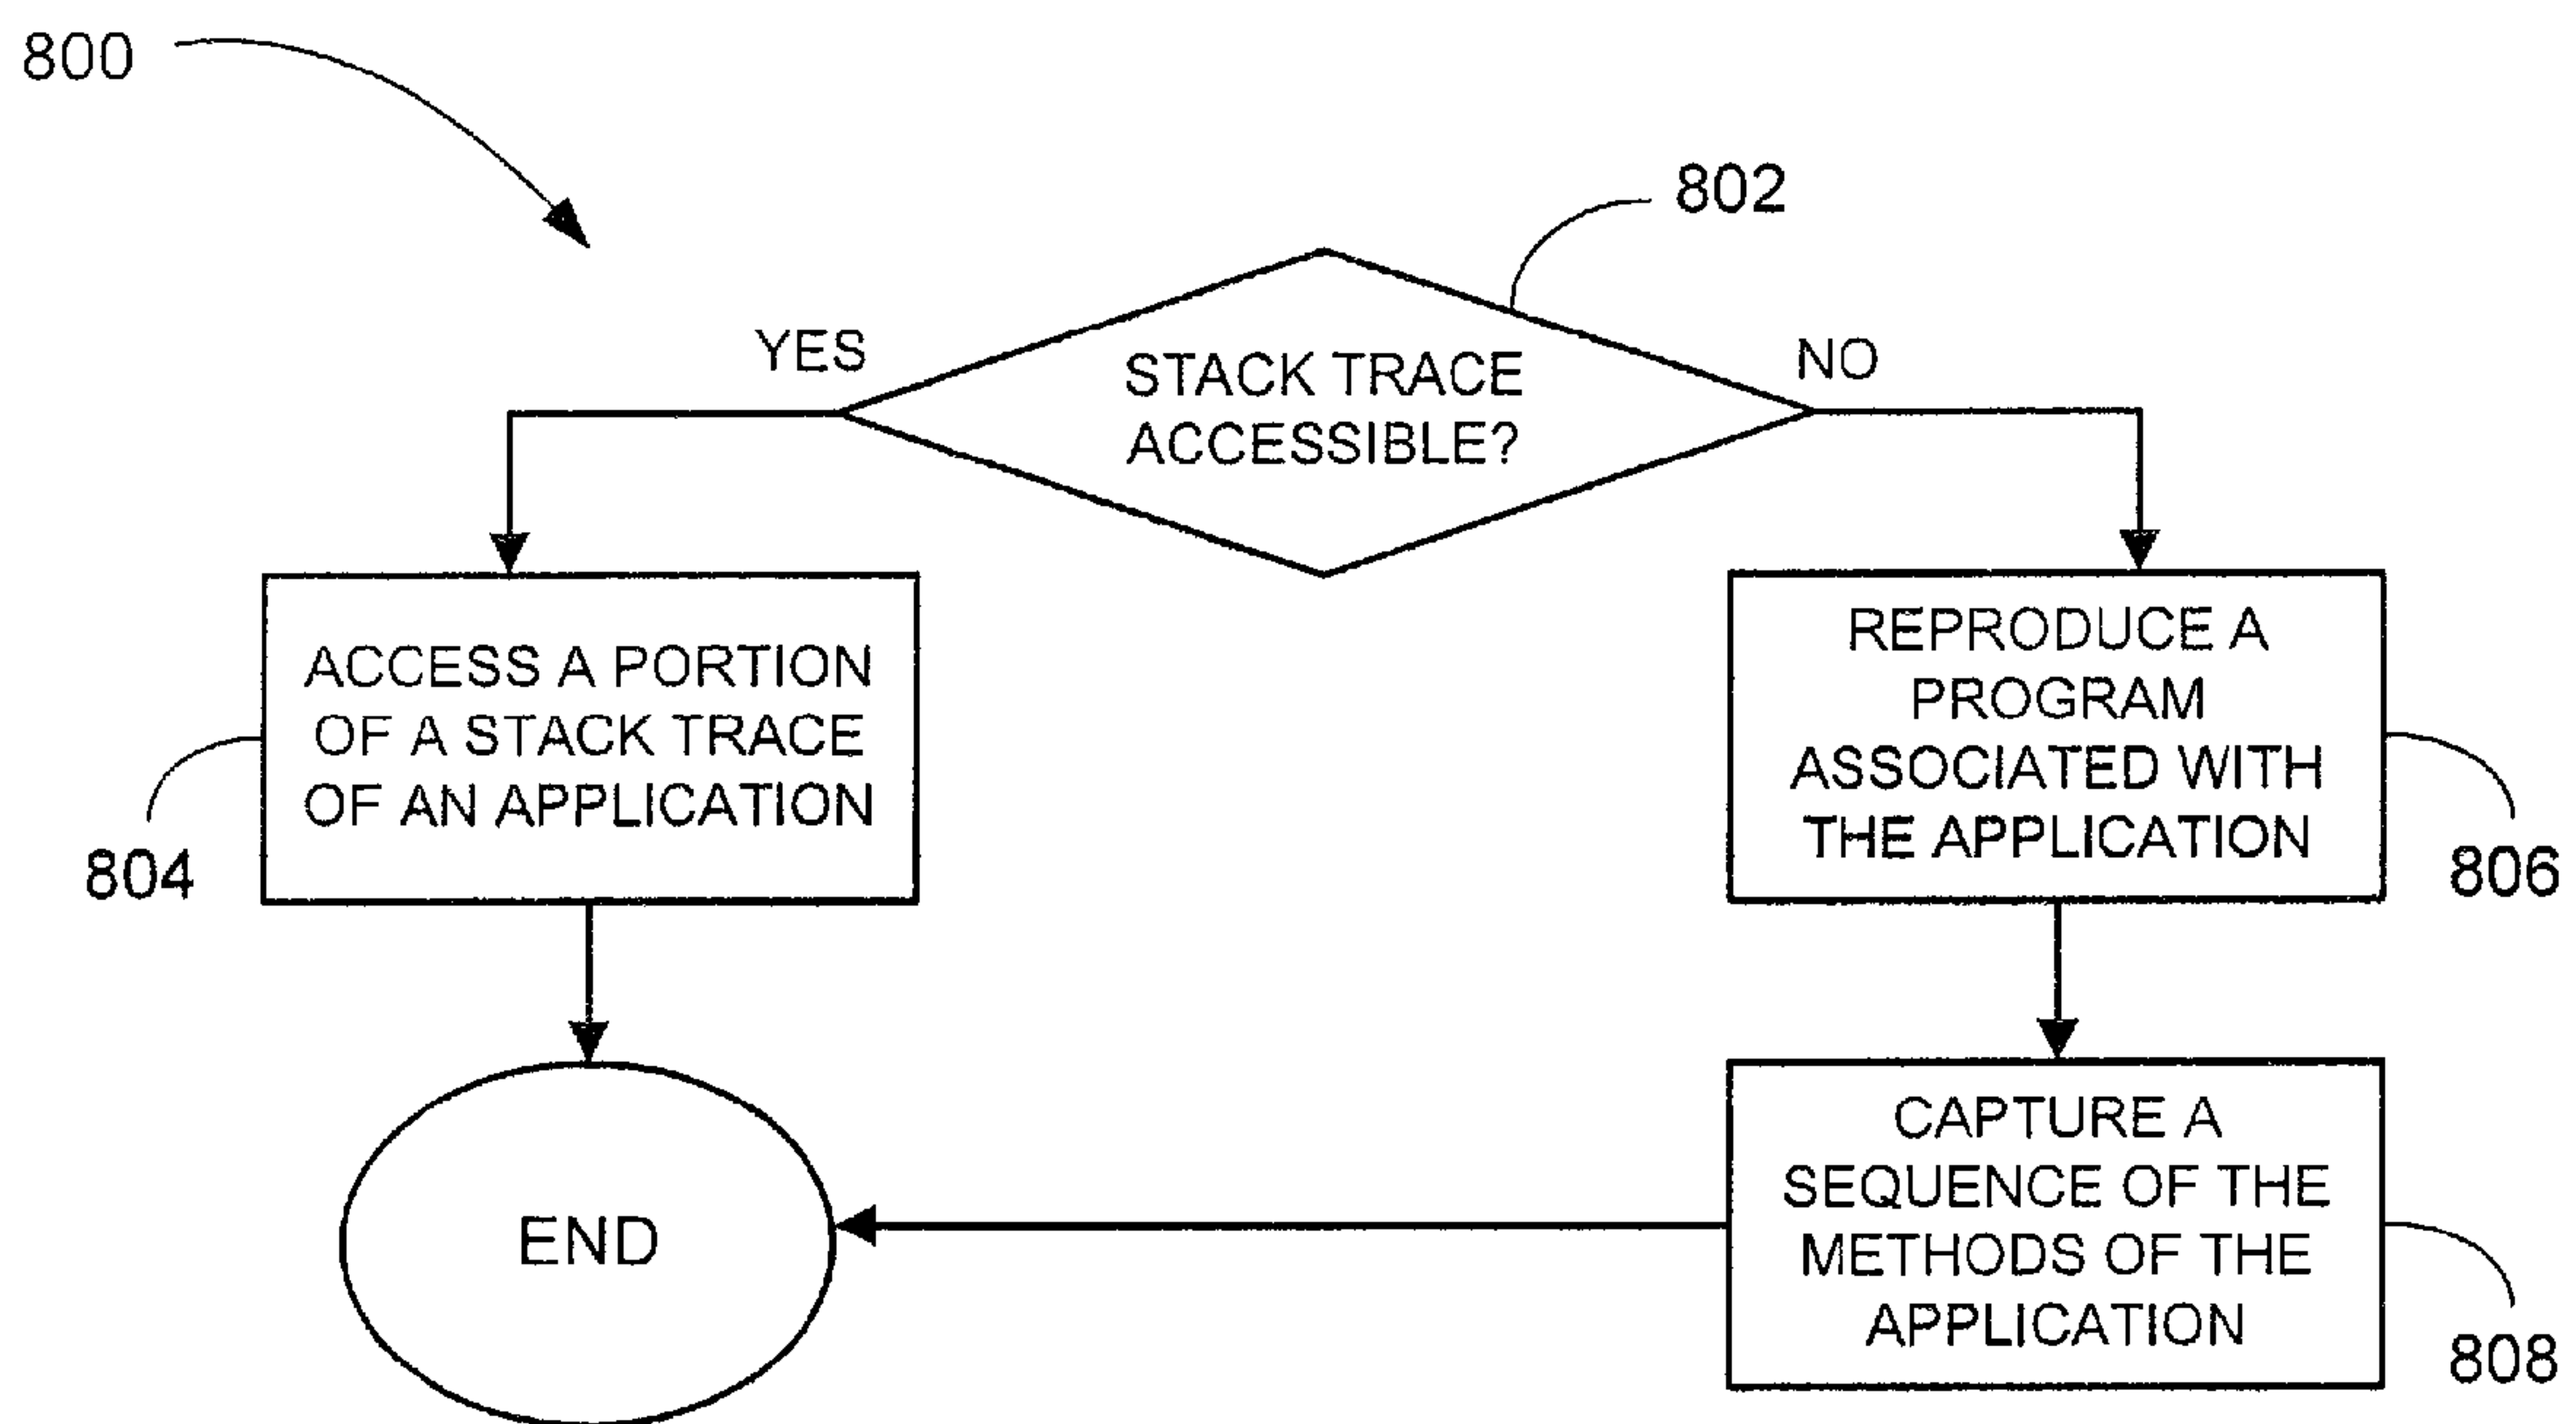 800
802
YES
NO
STACK TRACE
ACCESSIBLE?
ACCESS A PORTION
OF A STACK TRACE
OF AN APPLICATION
804
REPRODUCE A
PROGRAM
ASSOCIATED WITH
THE APPLICATION
806
END
CAPTURE A
SEQUENCE OF THE
METHODS OF THE
APPLICATION
808